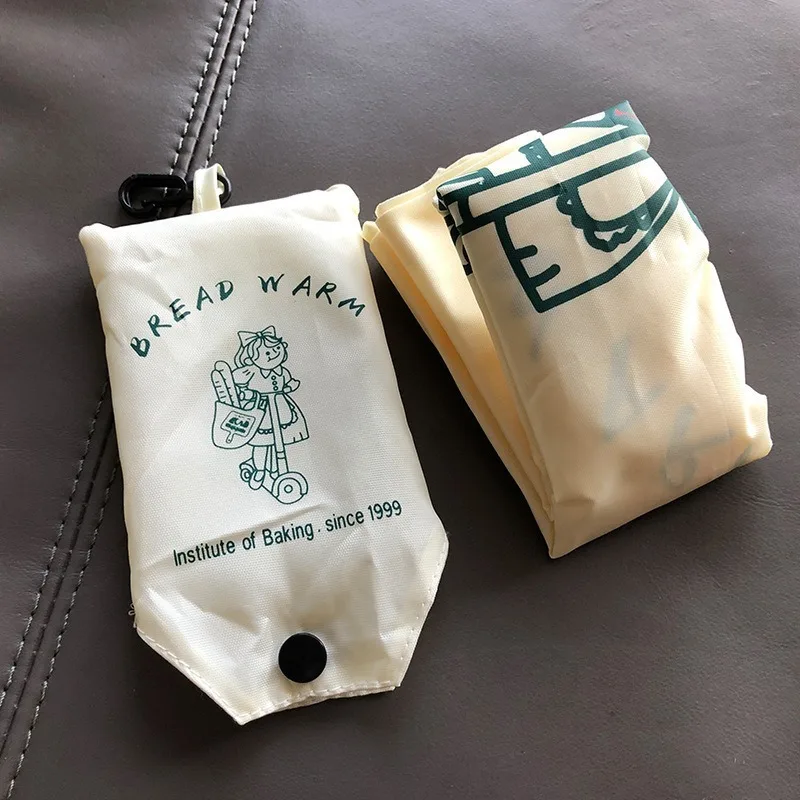 BREAD WARM
Institute of Baking . since 1999